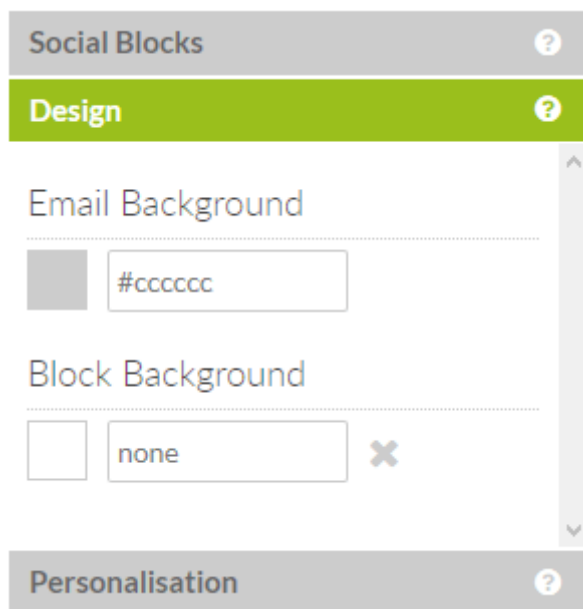 Social Blocks ?
Design ?
Email Background
#cccccc
Block Background
none
Personalisation ?